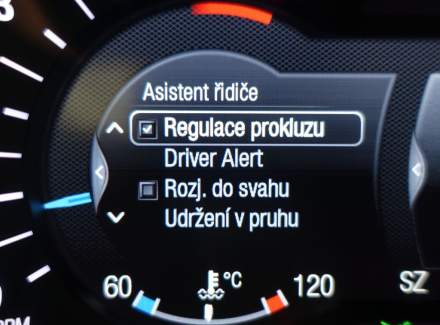 Asistent řidiče
Regulace prokluzu
Driver Alert
Rozj. do svahu
Udržení v pruhu
60 °C 120 SZ